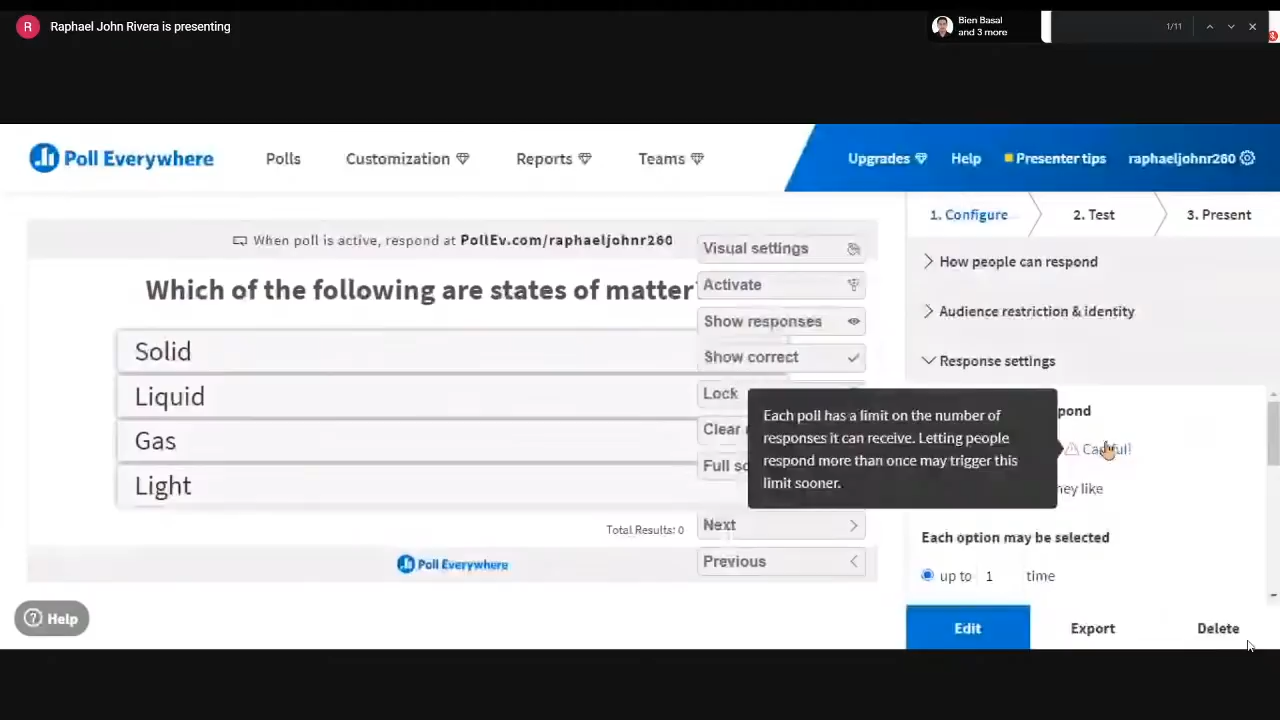 R Raphael John Rivera is presenting
Bien Basal
and 3 more
1/11
Poll Everywhere
Polls
Customization
Reports
Teams
Upgrades
Help
Presenter tips
raphaeljohnr260
1. Configure
2. Test
3. Present
When poll is active, respond at PollEv.com/raphaeljohnr260
Which of the following are states of matter
Solid
Liquid
Gas
Light
Total Results: 0
Poll Everywhere
Visual settings
Activate
Show responses
Show correct
Lock
Clear
Full
Next
Previous
How people can respond
Audience restriction & identity
Response settings
Each poll has a limit on the number of
responses it can receive. Letting people
respond more than once may trigger this
limit sooner.
Careful!
like
Each option may be selected
up to 1 time
Edit
Export
Delete
Help